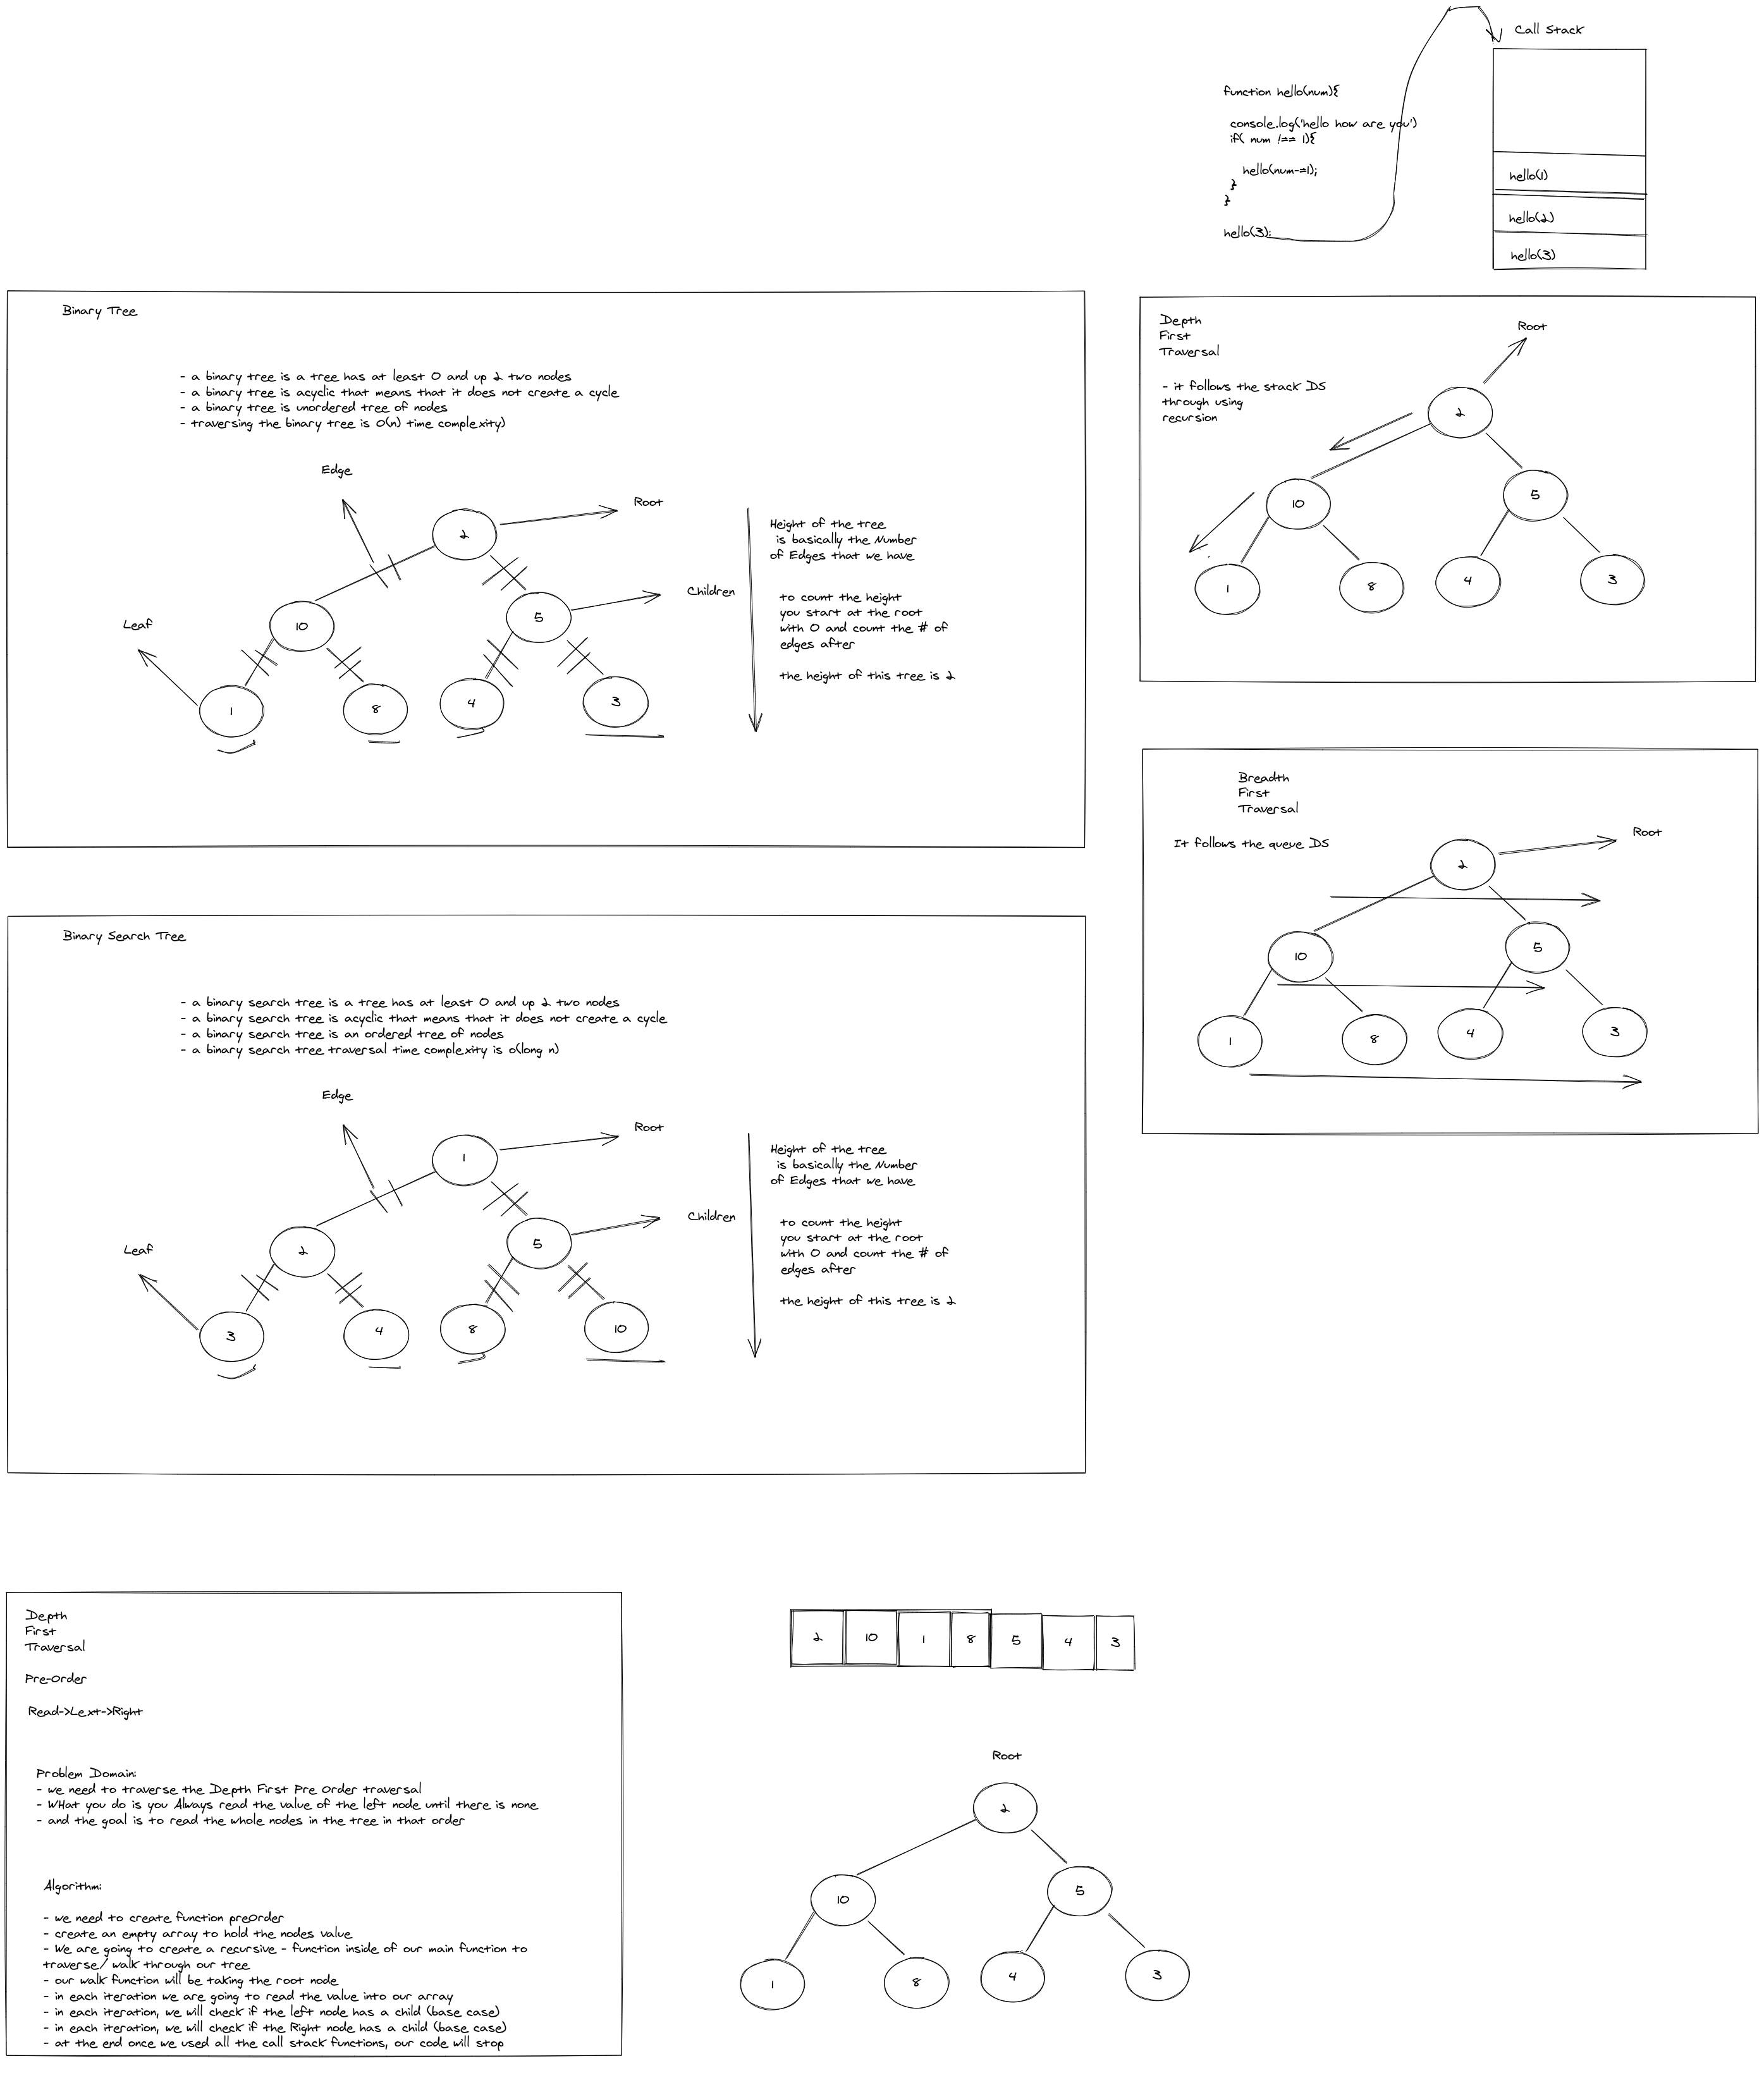 Call Stack
function hello(num){
console.log('hello how are you')
if( num !== 1){
hello(num-=1);
}
}
hello(3);
hello(1)
hello(2)
hello(3)
Binary Tree
- a binary tree is a tree has at least 0 and up 2 two nodes
- a binary tree is acyclic that means that it does not create a cycle
- a binary tree is unordered tree of nodes
- traversing the binary tree is O(n) time complexity)
Edge
Root
2
Children
5
Leaf
10
1
8
4
3
Height of the tree
is basically the Number
of Edges that we have
to count the height
you start at the root
with 0 and count the # of
edges after
the height of this tree is 2
Depth
First
Traversal
- it follows the stack DS
through using
recursion
Root
2
10
5
1
8
4
3
Breadth
First
Traversal
It follows the queue DS
Root
2
10
5
1
8
4
3
Binary Search Tree
- a binary search tree is a tree has at least 0 and up 2 two nodes
- a binary search tree is acyclic that means that it does not create a cycle
- a binary search tree is an ordered tree of nodes
- a binary search tree traversal time complexity is o(long n)
Edge
Root
1
Children
5
Leaf
2
3
4
8
10
Height of the tree
is basically the Number
of Edges that we have
to count the height
you start at the root
with 0 and count the # of
edges after
the height of this tree is 2
Depth
First
Traversal
Pre-Order
Read->Lext->Right
Problem Domain:
- we need to traverse the Depth First Pre Order traversal
- WHat you do is you Always read the value of the left node until there is none
- and the goal is to read the whole nodes in the tree in that order
Algorithm:
- we need to create function preOrder
- create an empty array to hold the nodes value
- We are going to create a recursive - function inside of our main function to
traverse/ walk through our tree
- our walk function will be taking the root node
- in each iteration we are going to read the value into our array
- in each iteration, we will check if the left node has a child (base case)
- in each iteration, we will check if the Right node has a child (base case)
- at the end once we used all the call stack functions, our code will stop
2 10 1 8 5 4 3
Root
2
10
5
1
8
4
3